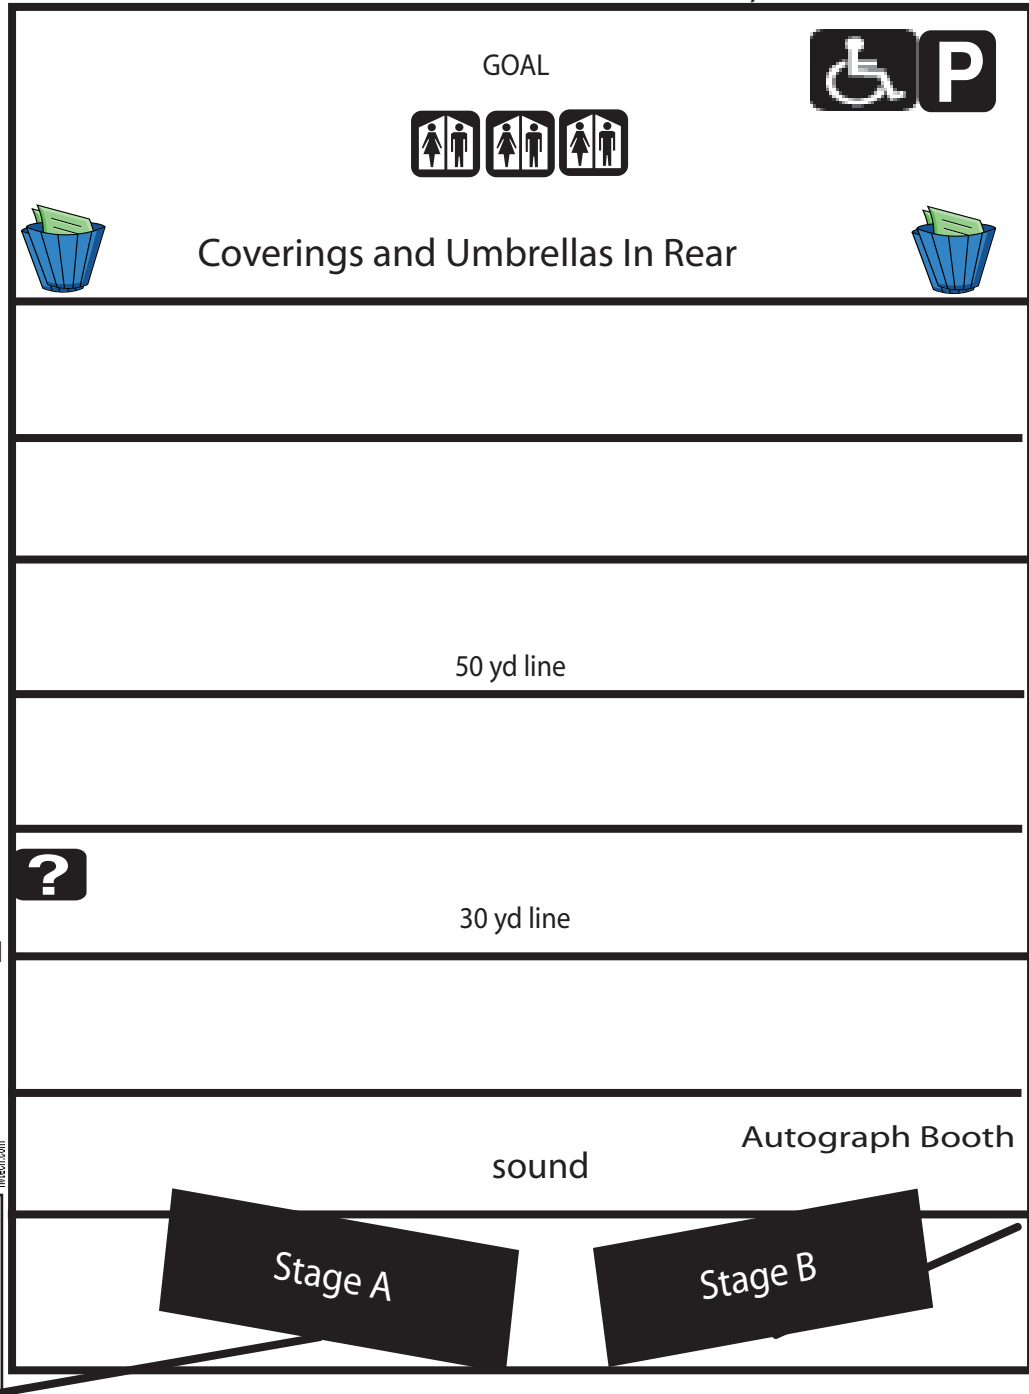 GOAL
P
Coverings and Umbrellas In Rear
50 yd line
?
30 yd line
Autograph Booth
sound
Stage A
Stage B